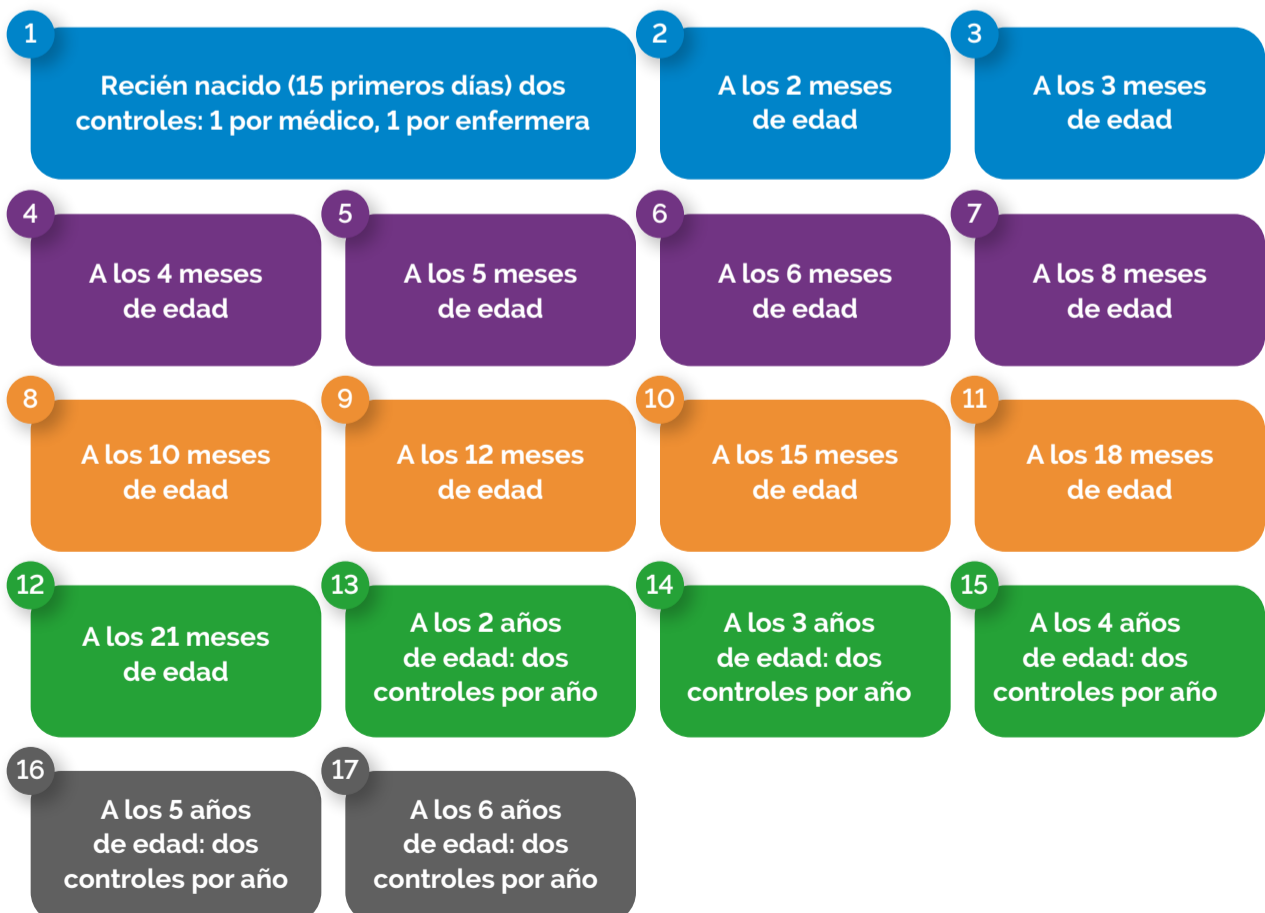 1
Recién nacido (15 primeros días) dos
controles: 1 por médico, 1 por enfermera
2
A los 2 meses
de edad
3
A los 3 meses
de edad
4
A los 4 meses
de edad
5
A los 5 meses
de edad
6
A los 6 meses
de edad
7
A los 8 meses
de edad
8
A los 10 meses
de edad
9
A los 12 meses
de edad
10
A los 15 meses
de edad
11
A los 18 meses
de edad
12
A los 21 meses
de edad
13
A los 2 años
de edad: dos
controles por año
14
A los 3 años
de edad: dos
controles por año
15
A los 4 años
de edad: dos
controles por año
16
A los 5 años
de edad: dos
controles por año
17
A los 6 años
de edad: dos
controles por año